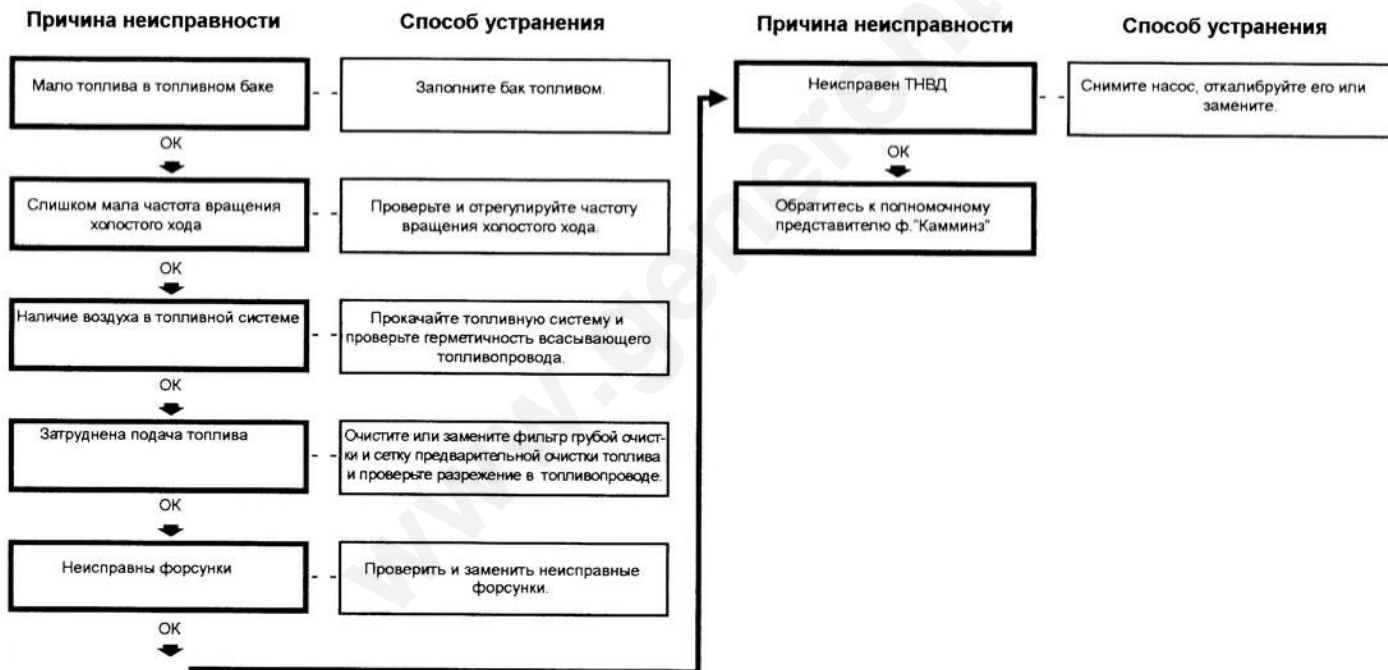 Причина неисправности
Способ устранения
Мало топлива в топливном баке
Заполните бак топливом.
ОК
Слишком мала частота вращения
холостого хода
Проверьте и отрегулируйте частоту
вращения холостого хода.
ОК
Наличие воздуха в топливной системе
Прокачайте топливную систему и
проверьте герметичность всасывающего
топливопровода.
ОК
Затруднена подача топлива
Очистите или замените фильтр грубой очист-
ки и сетку предварительной очистки топлива
и проверьте разрежение в топливопроводе.
ОК
Неисправны форсунки
Проверить и заменить неисправные
форсунки.
ОК
Причина неисправности
Способ устранения
Неисправен ТНВД
Снимите насос, откалибруйте его или
замените.
ОК
Обратитесь к полномочному
представителю ф."Камминз"